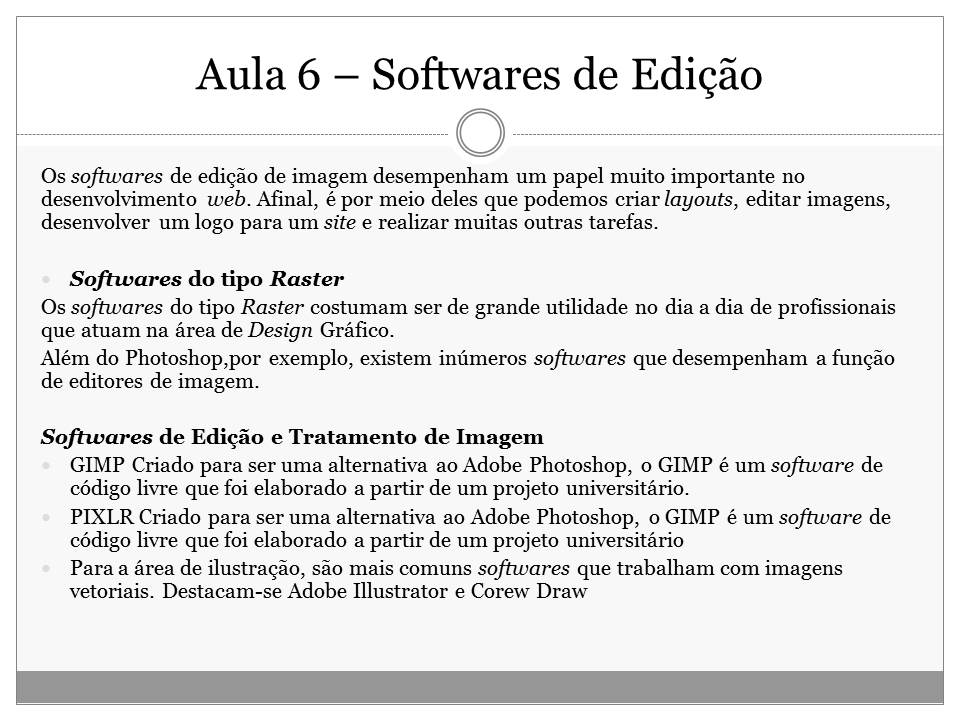 Aula 6 – Softwares de Edição
Os softwares de edição de imagem desempenham um papel muito importante no
desenvolvimento web. Afinal, é por meio deles que podemos criar layouts, editar imagens,
desenvolver um logo para um site e realizar muitas outras tarefas.
Softwares do tipo Raster
Os softwares do tipo Raster costumam ser de grande utilidade no dia a dia de profissionais
que atuam na área de Design Gráfico.
Além do Photoshop,por exemplo, existem inúmeros softwares que desempenham a função
de editores de imagem.
Softwares de Edição e Tratamento de Imagem
GIMP Criado para ser uma alternativa ao Adobe Photoshop, o GIMP é um software de
código livre que foi elaborado a partir de um projeto universitário.
PIXLR Criado para ser uma alternativa ao Adobe Photoshop, o GIMP é um software de
código livre que foi elaborado a partir de um projeto universitário
Para a área de ilustração, são mais comuns softwares que trabalham com imagens
vetoriais. Destacam-se Adobe Illustrator e Corew Draw